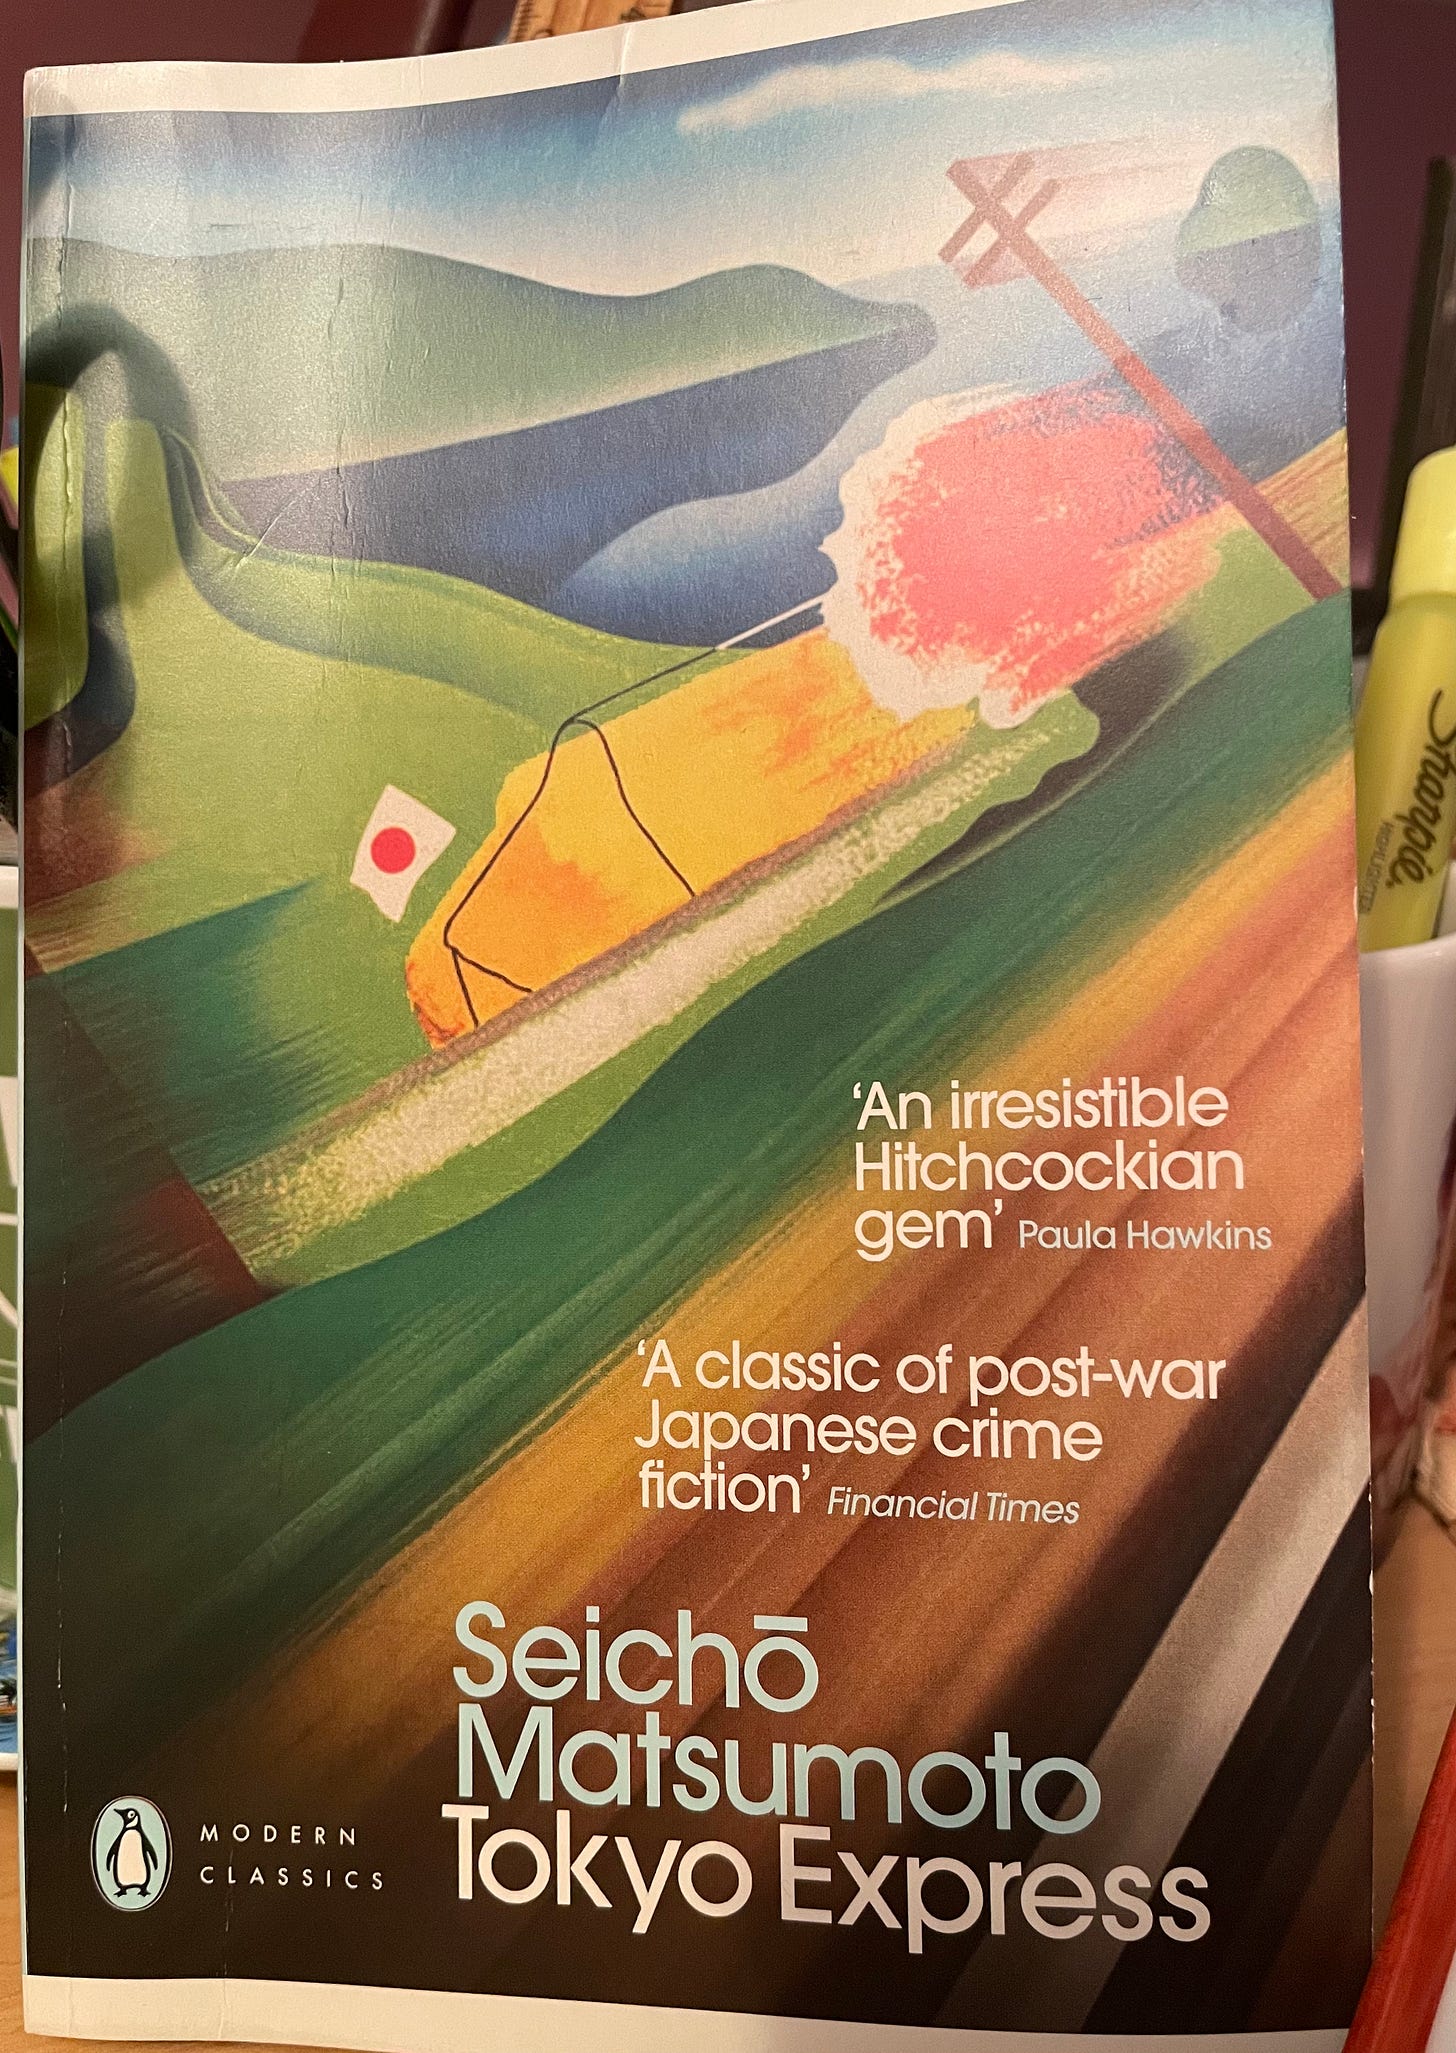 ‘An irresistible
Hitchcockian
gem’ Paula Hawkins
‘A classic of post-war
Japanese crime
fiction’ Financial Times
Seichō
Matsumoto
Tokyo Express
MODERN
CLASSICS
Sharpie